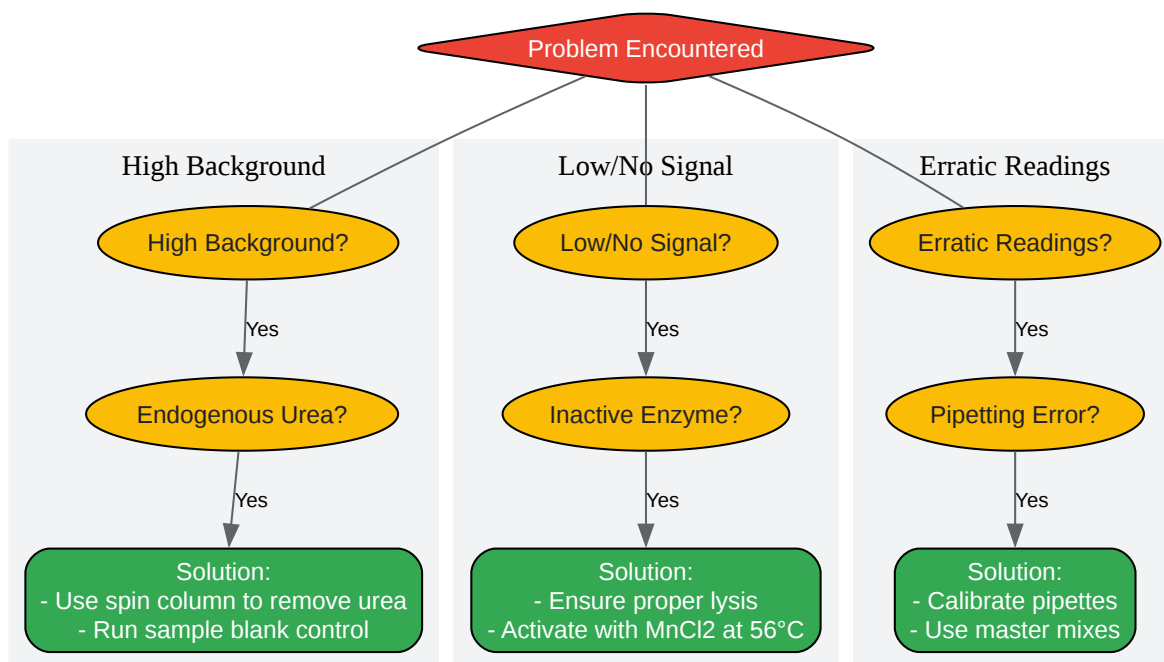 Problem Encountered
High Background
Low/No Signal
Erratic Readings
High Background?
Low/No Signal?
Erratic Readings?
Yes
Yes
Yes
Endogenous Urea?
Inactive Enzyme?
Pipetting Error?
Yes
Yes
Yes
Solution:
- Use spin column to remove urea
- Run sample blank control
Solution:
- Ensure proper lysis
- Activate with MnCl2 at 56°C
Solution:
- Calibrate pipettes
- Use master mixes